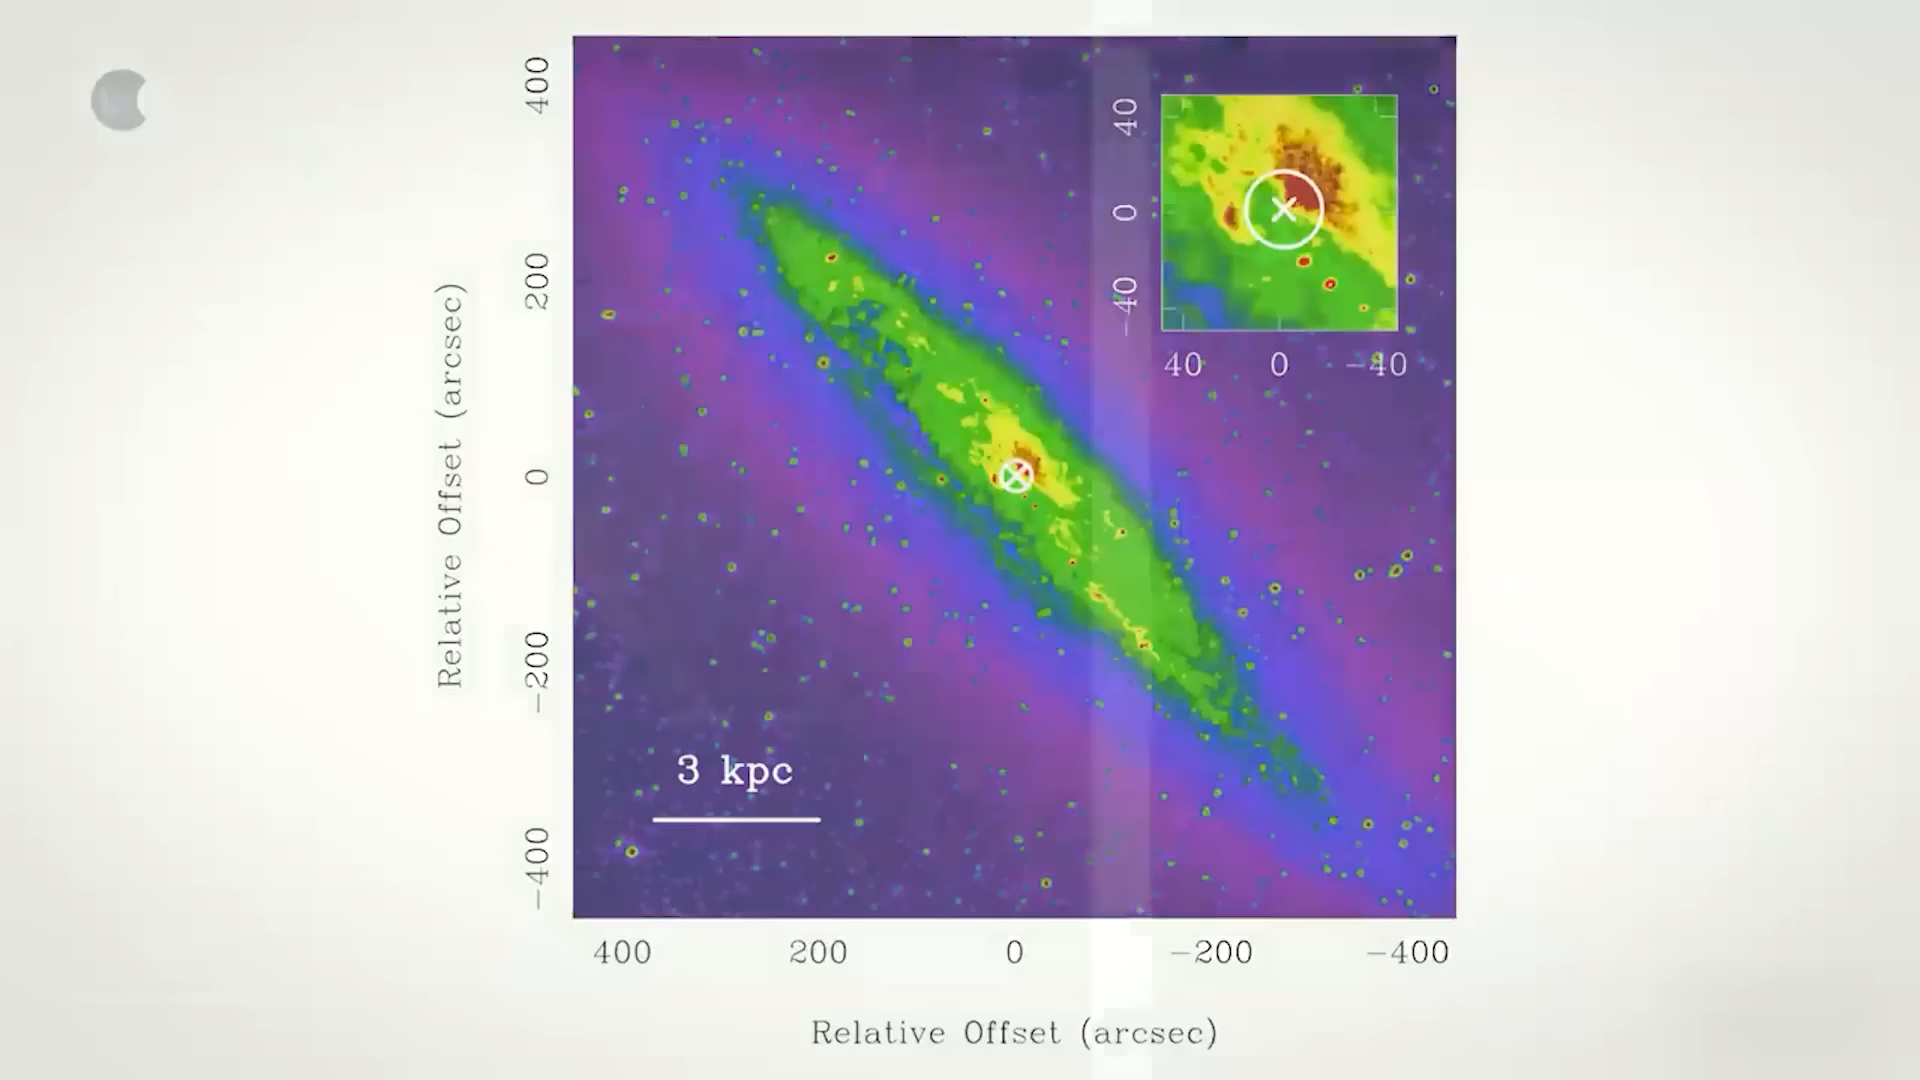 400
200
0
−200
−400
Relative Offset (arcsec)
40
0
−40
40 0 −40
3 kpc
400 200 0 −200 −400
Relative Offset (arcsec)